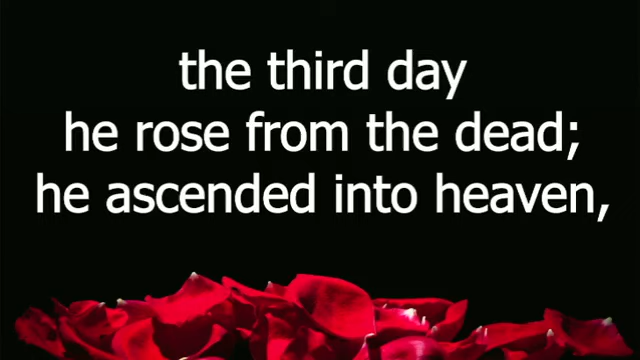 the third day
he rose from the dead;
he ascended into heaven,